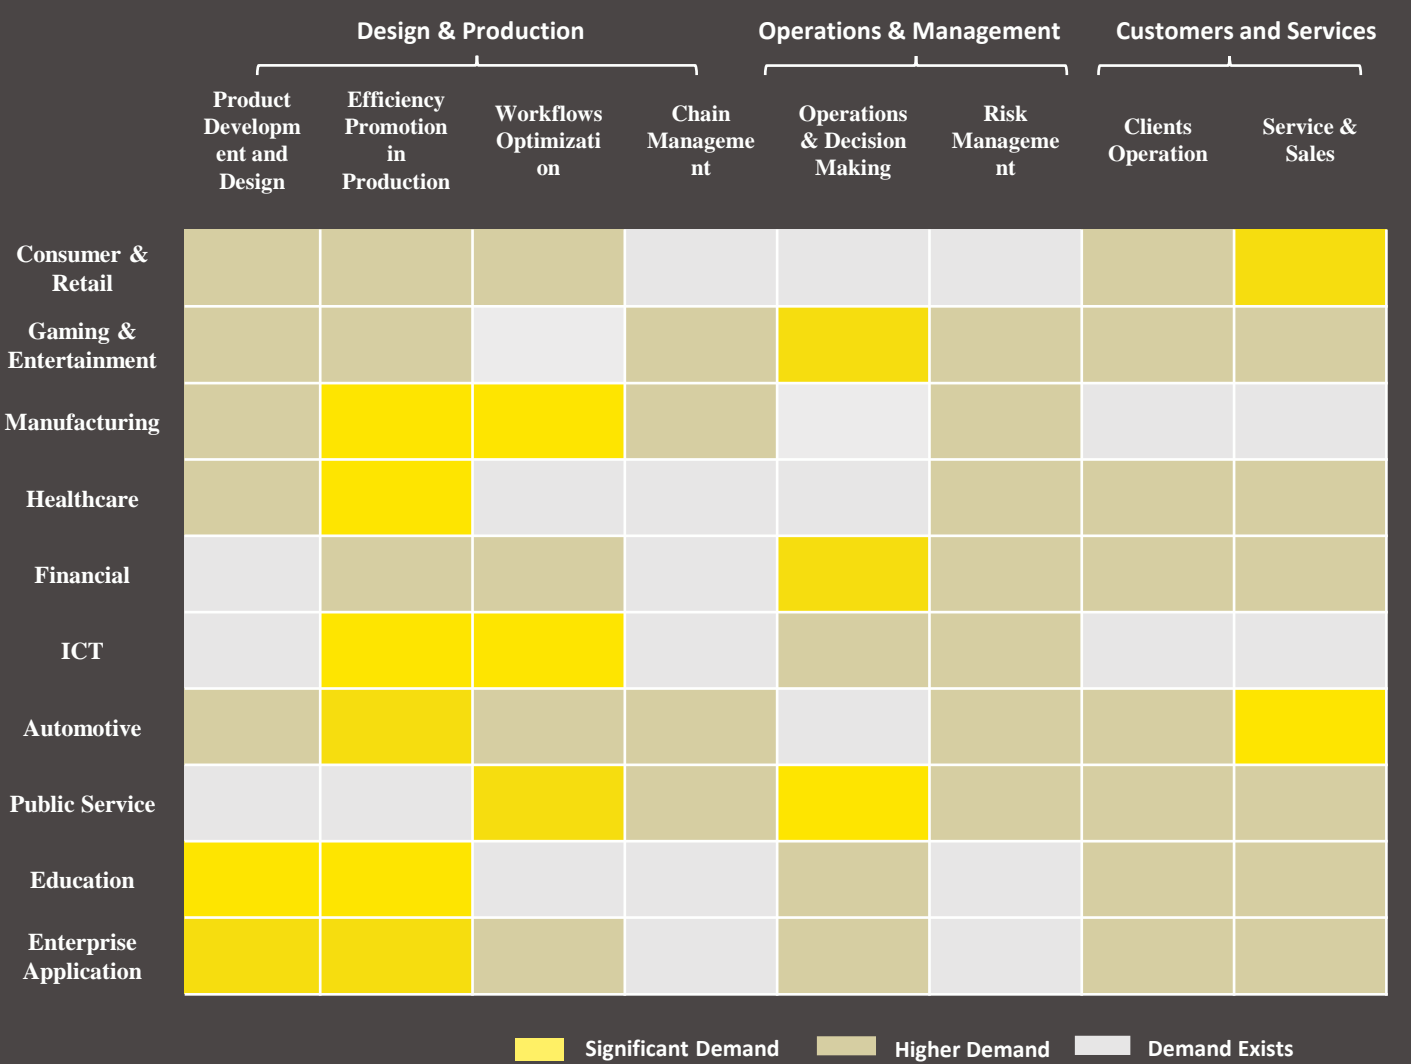 Design & Production
Operations & Management
Customers and Services
Product
Developm
ent and
Design
Efficiency
Promotion
in
Production
Workflows
Optimizati
on
Chain
Manageme
nt
Operations
& Decision
Making
Risk
Manageme
nt
Clients
Operation
Service &
Sales
Consumer &
Retail
Gaming &
Entertainment
Manufacturing
Healthcare
Financial
ICT
Automotive
Public Service
Education
Enterprise
Application
Significant Demand
Higher Demand
Demand Exists